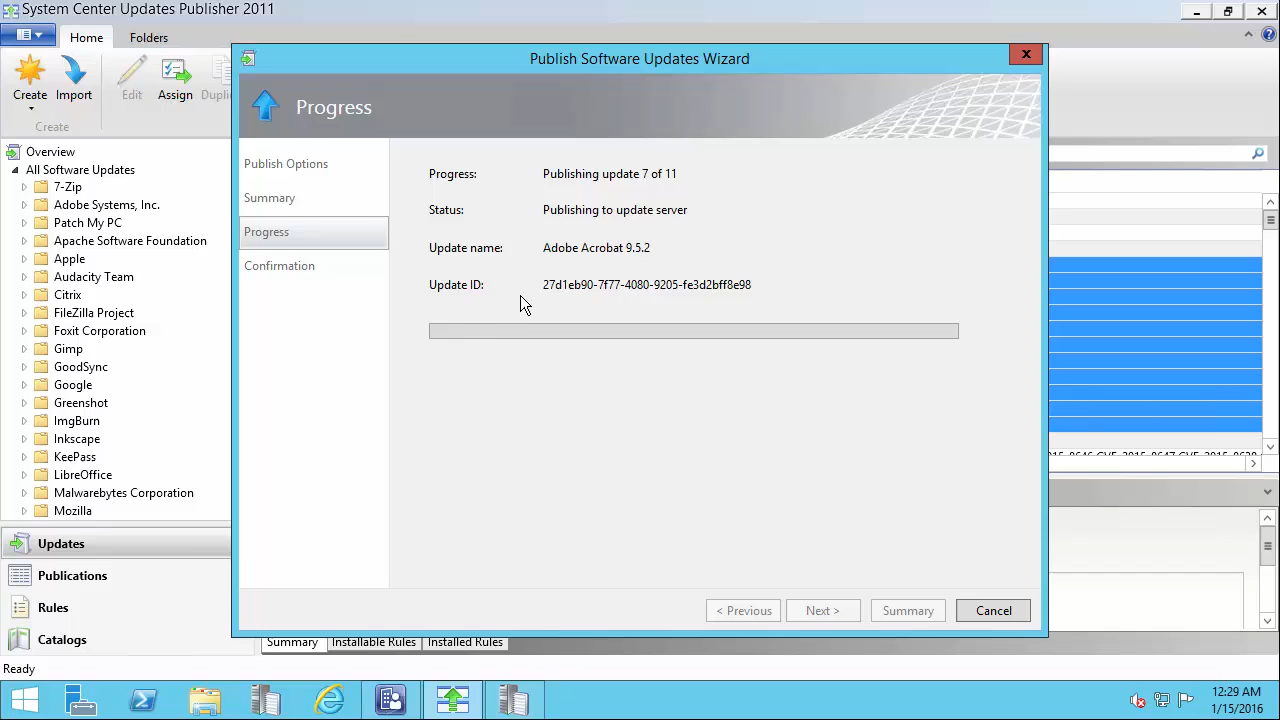 System Center Updates Publisher 2011
Home
Folders
Create
Import
Edit
Assign
Create
Publish Software Updates Wizard
Progress
Publish Options
Summary
Progress
Confirmation
Progress: Publishing update 7 of 11
Status: Publishing to update server
Update name: Adobe Acrobat 9.5.2
Update ID: 27d1eb90-7f77-4080-9205-fe3d2bff8e98
< Previous
Next >
Summary
Cancel
Overview
All Software Updates
7-Zip
Adobe Systems, Inc.
Patch My PC
Apache Software Foundation
Apple
Audacity Team
Citrix
FileZilla Project
Foxit Corporation
Gimp
GoodSync
Google
Greenshot
ImgBurn
Inkscape
KeePass
LibreOffice
Malwarebytes Corporation
Mozilla
Updates
Publications
Rules
Catalogs
Summary
Installable Rules
Installed Rules
Ready
12:29 AM
1/15/2016